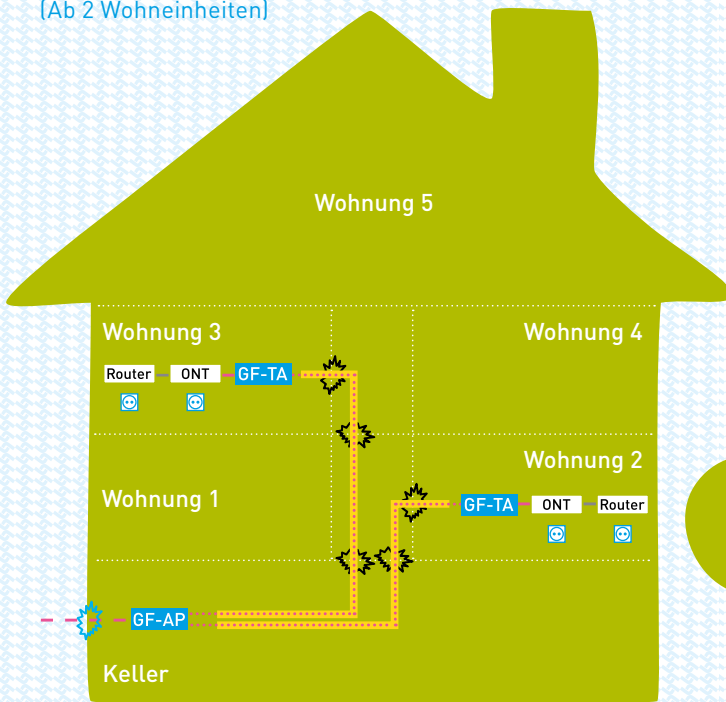 (Ab 2 Wohneinheiten)
Wohnung 5
Wohnung 3
Wohnung 4
Router ONT GF-TA
Wohnung 2
Wohnung 1
GF-TA ONT Router
GF-AP
Keller